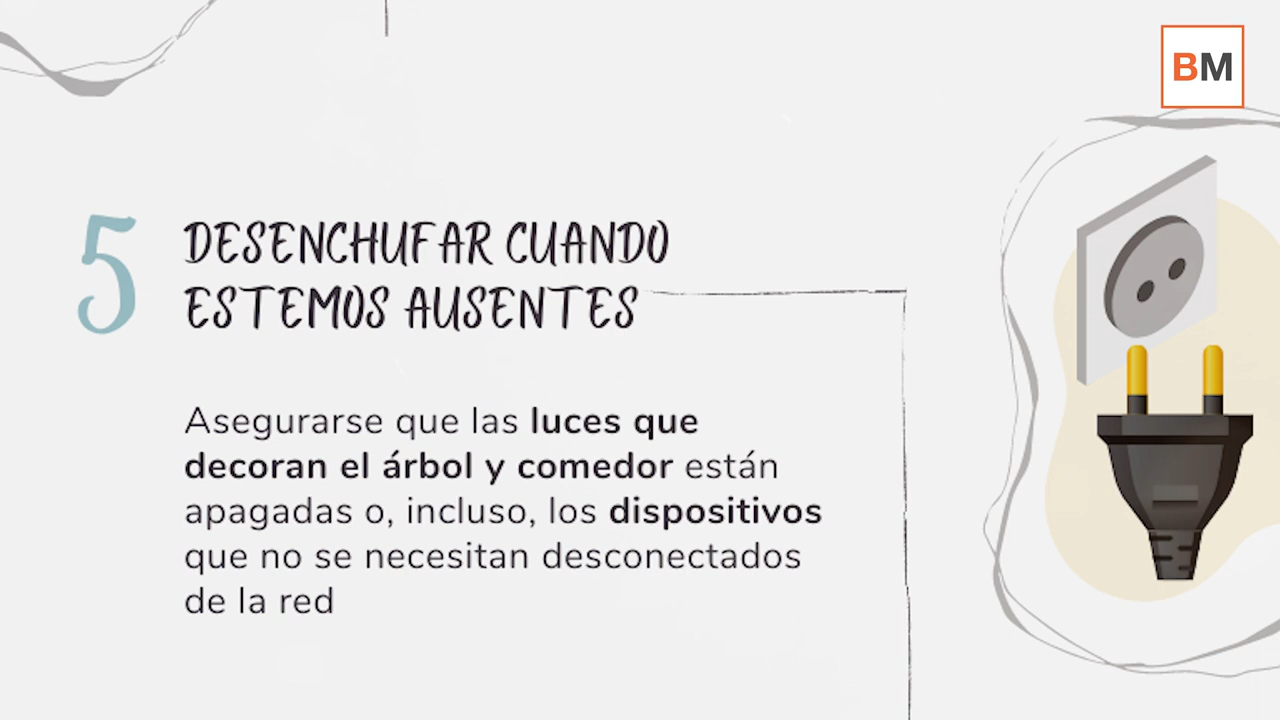 BM
5
DESENCHUFAR CUANDO
ESTEMOS AUSENTES
Asegurarse que las luces que
decoran el árbol y comedor están
apagadas o, incluso, los dispositivos
que no se necesitan desconectados
de la red